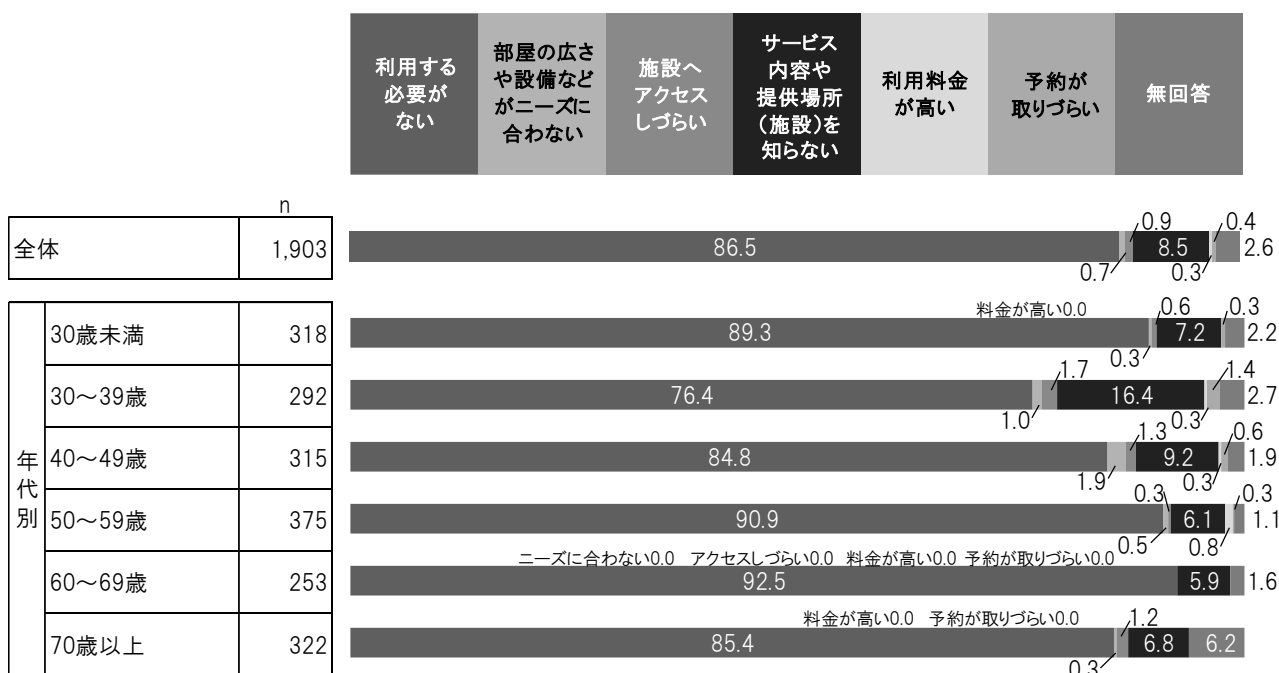 利用する
必要が
ない
部屋の広さ
や設備など
がニーズに
合わない
施設へ
アクセス
しづらい
サービス
内容や
提供場所
(施設)を
知らない
利用料金
が高い
予約が
取りづらい
無回答
n
全体 1,903 86.5 0.7 0.9 8.5 0.3 0.4 2.6
年代別
料金が高い0.0
30歳未満 318 89.3 0.3 0.6 7.2 0.3 2.2
30～39歳 292 76.4 1.0 1.7 16.4 0.3 1.4 2.7
40～49歳 315 84.8 1.9 1.3 9.2 0.3 0.6 1.9
50～59歳 375 90.9 0.5 0.3 6.1 0.8 0.3 1.1
ニーズに合わない0.0 アクセスしづらい0.0 料金が高い0.0 予約が取りづらい0.0
60～69歳 253 92.5 5.9 1.6
料金が高い0.0 予約が取りづらい0.0
70歳以上 322 85.4 0.3 1.2 6.8 6.2